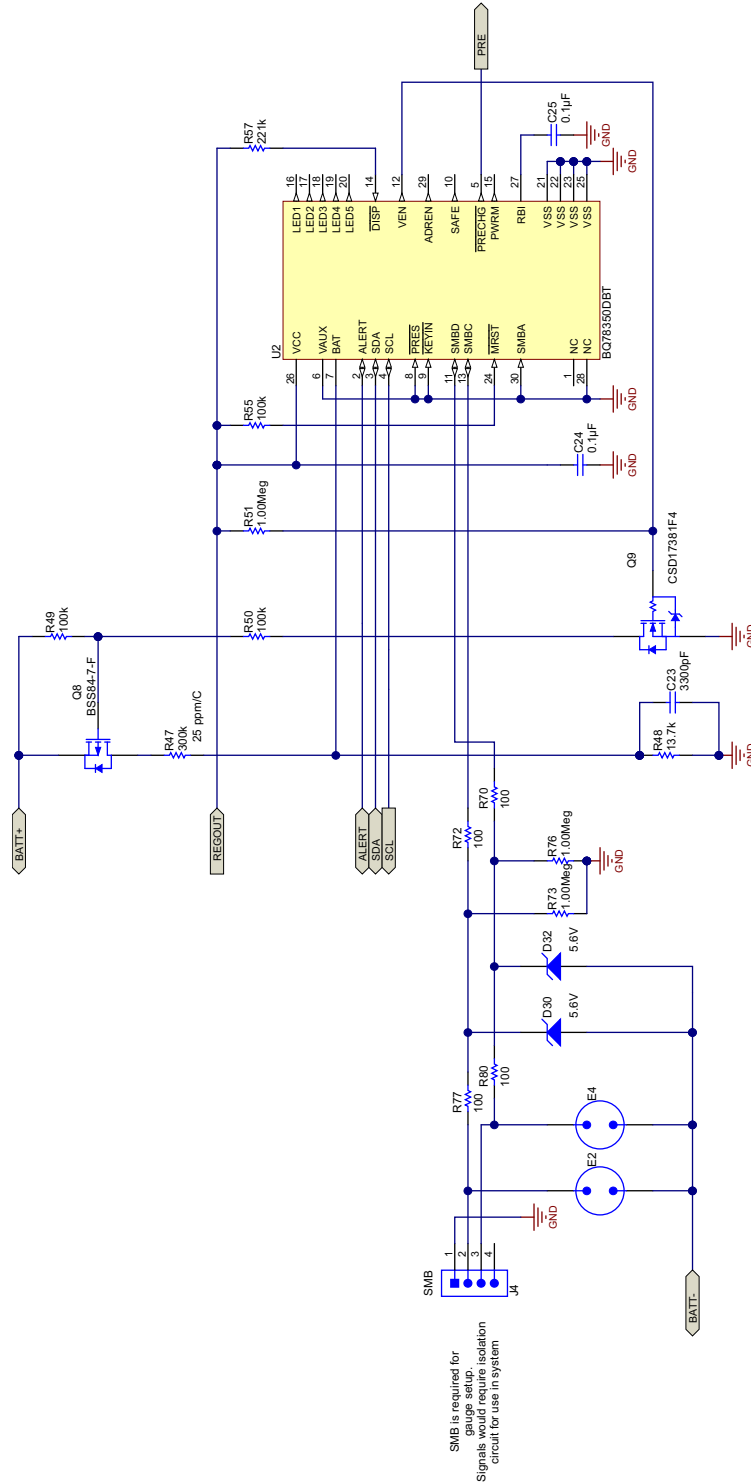 BATT+
Q8
BSS84-7-F
R49
100k
R47
300k
25 ppm/C
R50
100k
REGOUT
R51
1.00Meg
R55
100k
R57
221k
ALERT
SDA
SCL
U2
26
VCC
6
VAUX
7
BAT
2
ALERT
3
SDA
4
SCL
8
PRES
9
KEYIN
11
SMBD
13
SMBC
24
MRST
30
SMBA
1
NC
28
NC
LED1
16
LED2
17
LED3
18
LED4
19
LED5
20
DISP
14
VEN
12
ADREN
29
SAFE
10
PRECHG
5
PWRM
15
RBI
27
VSS
21
VSS
22
VSS
23
VSS
25
BQ78350DBT
PRE
C25
0.1µF
GND
GND
GND
C24
0.1µF
GND
Q9
CSD17381F4
GND
C23
3300pF
R48
13.7k
GND
R72
100
R70
100
R73
1.00Meg
R76
1.00Meg
GND
D30
5.6V
D32
5.6V
R77
100
R80
100
E2
E4
GND
SMB
1
2
3
4
J4
BATT-
SMB is required for
gauge setup.
Signals would require isolation
circuit for use in system